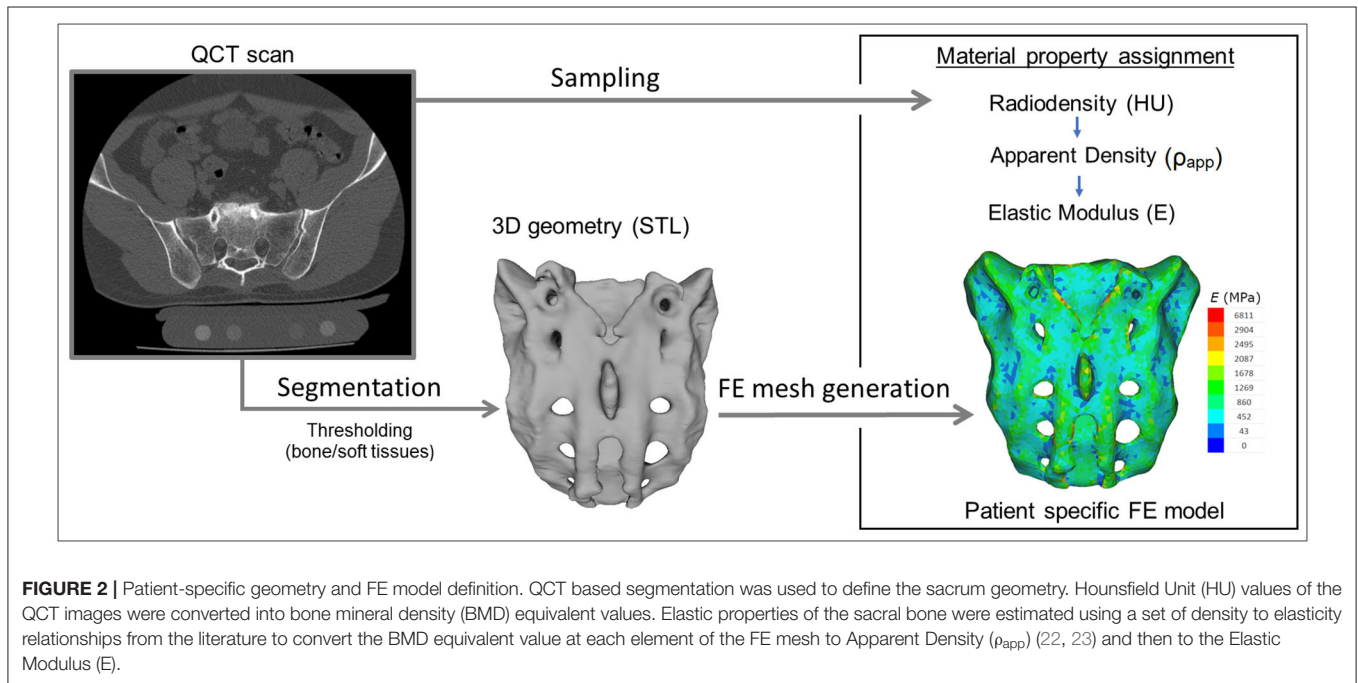 QCT scan
Sampling
Material property assignment
Radiodensity (HU)
Apparent Density (ρapp)
Elastic Modulus (E)
3D geometry (STL)
Segmentation
Thresholding
(bone/soft tissues)
FE mesh generation
E (MPa)
6811
2904
2495
2087
1678
1269
860
452
43
0
Patient specific FE model
FIGURE 2 | Patient-specific geometry and FE model definition. QCT based segmentation was used to define the sacrum geometry. Hounsfield Unit (HU) values of the
QCT images were converted into bone mineral density (BMD) equivalent values. Elastic properties of the sacral bone were estimated using a set of density to elasticity
relationships from the literature to convert the BMD equivalent value at each element of the FE mesh to Apparent Density (ρapp) (22, 23) and then to the Elastic
Modulus (E).